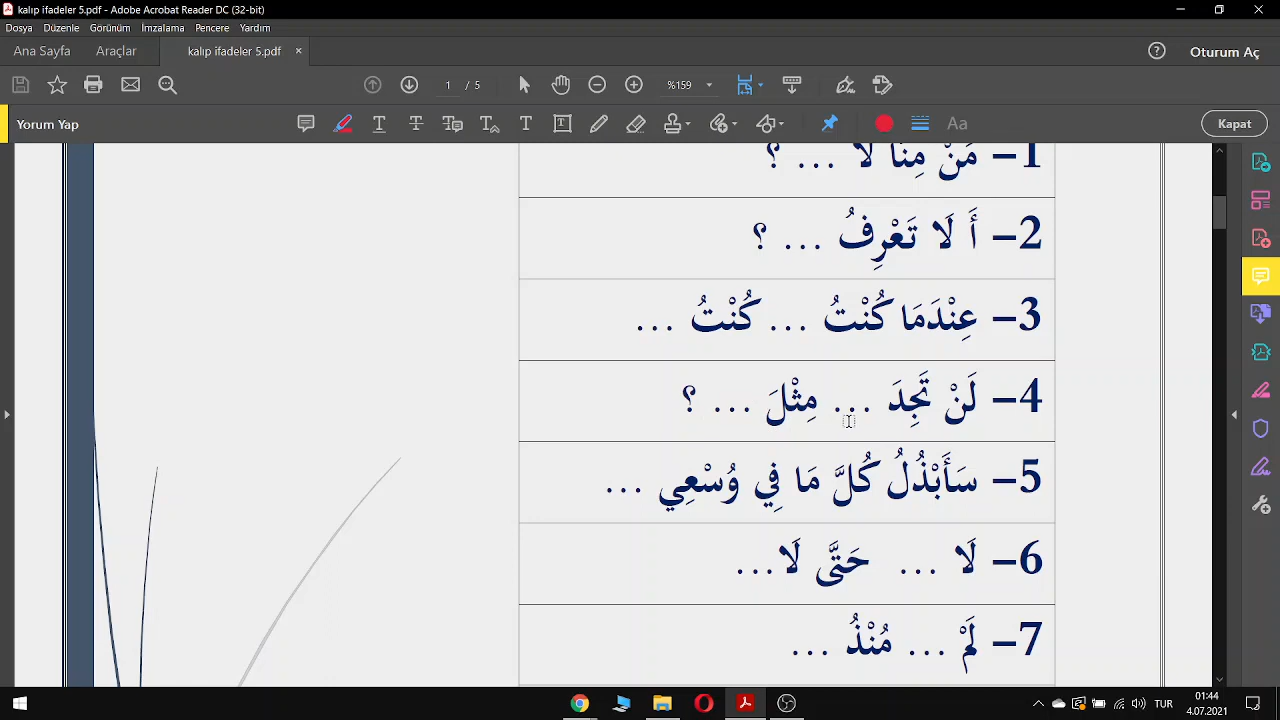 kalıp ifadeler 5.pdf - Adobe Acrobat Reader DC (32-bit)
Dosya Düzenle Görünüm İmzalama Pencere Yardım
Ana Sayfa Araçlar kalıp ifadeler 5.pdf × Oturum Aç
1 / 5 %159
Yorum Yap Aa Kapat
1- مَنْ مِنَّا لَا ... ؟
2- أَ لَا تَعْرِفُ ... ؟
3- عِنْدَمَا كُنْتُ ... كُنْتُ ...
4- لَنْ تَجِدَ ... مِثْلَ ... ؟
5- سَأَبْذُلُ كُلَّ مَا فِي وُسْعِي ...
6- لَا ... حَتَّى لَا...
7- لَمْ ... مُنْذُ ...
TUR 01:44
4.07.2021